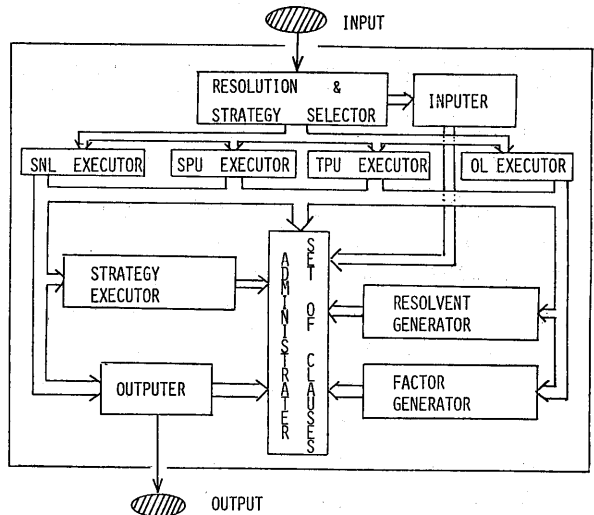 INPUT
RESOLUTION &
STRATEGY SELECTOR
INPUTER
SNL EXECUTOR
SPU EXECUTOR
TPU EXECUTOR
OL EXECUTOR
SET OF CLAUSES
ADMINISTRATER
STRATEGY
EXECUTOR
RESOLVENT
GENERATOR
OUTPUTER
FACTOR
GENERATOR
OUTPUT